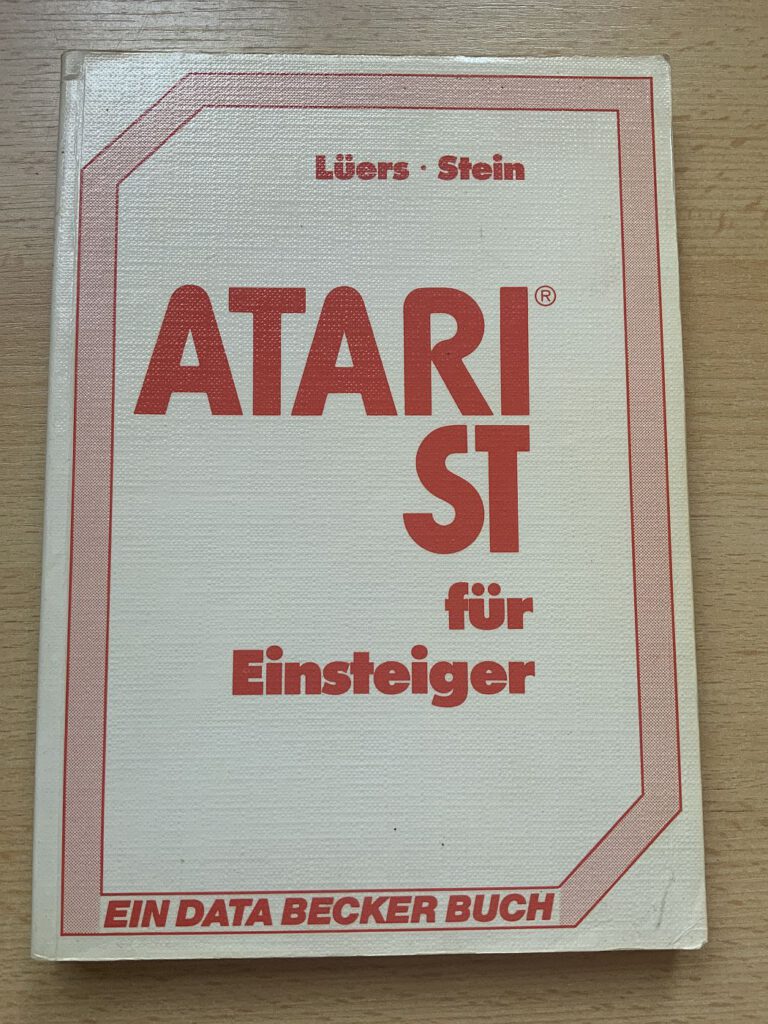 Lüers · Stein
ATARI®
ST
für
Einsteiger
EIN DATA BECKER BUCH